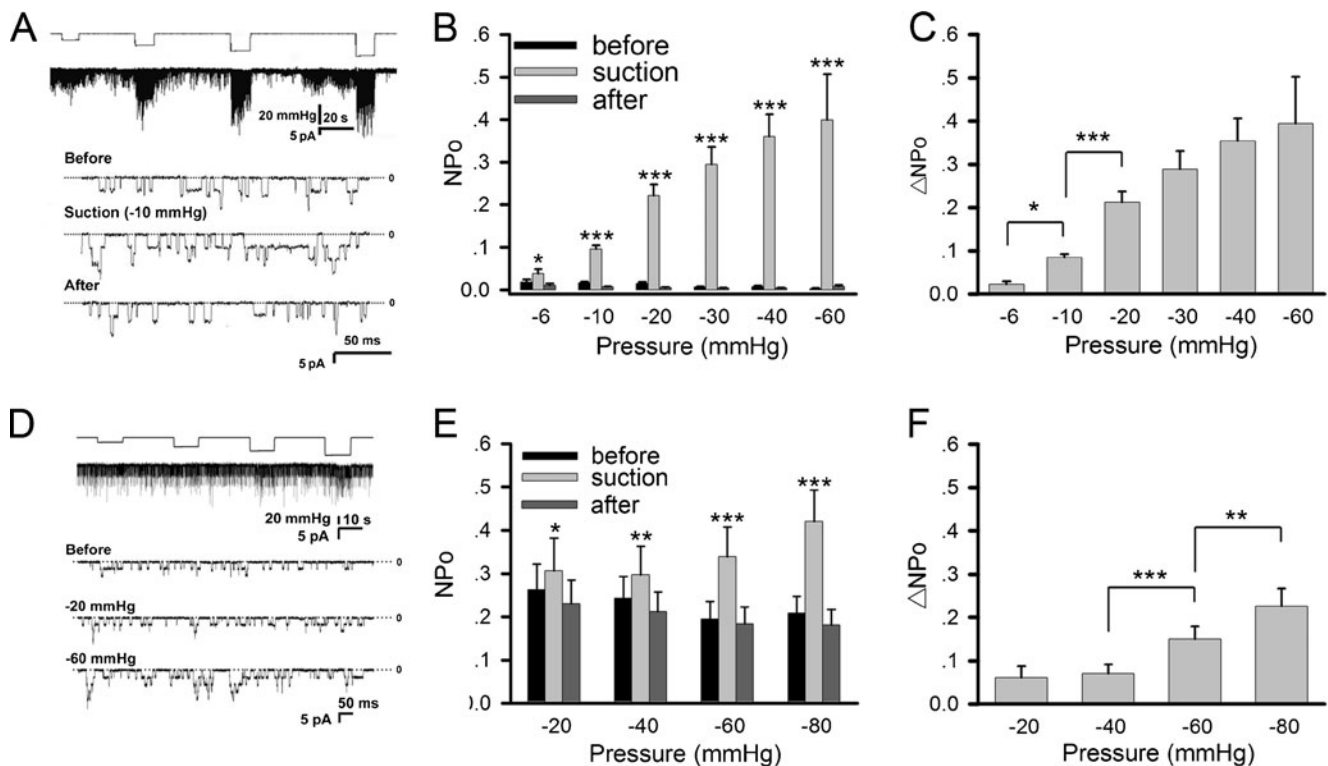 A
20 mmHg 20 s
5 pA
Before
0
Suction (-10 mmHg)
0
After
0
50 ms
5 pA
B
before
suction
after
.6
.5
.4
.3
.2
.1
0.0
NPo
* *** *** *** *** ***
-6 -10 -20 -30 -40 -60
Pressure (mmHg)
C
.6
.5
.4
.3
.2
.1
0.0
△NPo
* ***
-6 -10 -20 -30 -40 -60
Pressure (mmHg)
D
20 mmHg 10 s
5 pA
Before
0
-20 mmHg
0
-60 mmHg
0
50 ms
5 pA
E
before
suction
after
.6
.5
.4
.3
.2
.1
0.0
NPo
* ** *** ***
-20 -40 -60 -80
Pressure (mmHg)
F
.6
.5
.4
.3
.2
.1
0.0
△NPo
*** **
-20 -40 -60 -80
Pressure (mmHg)